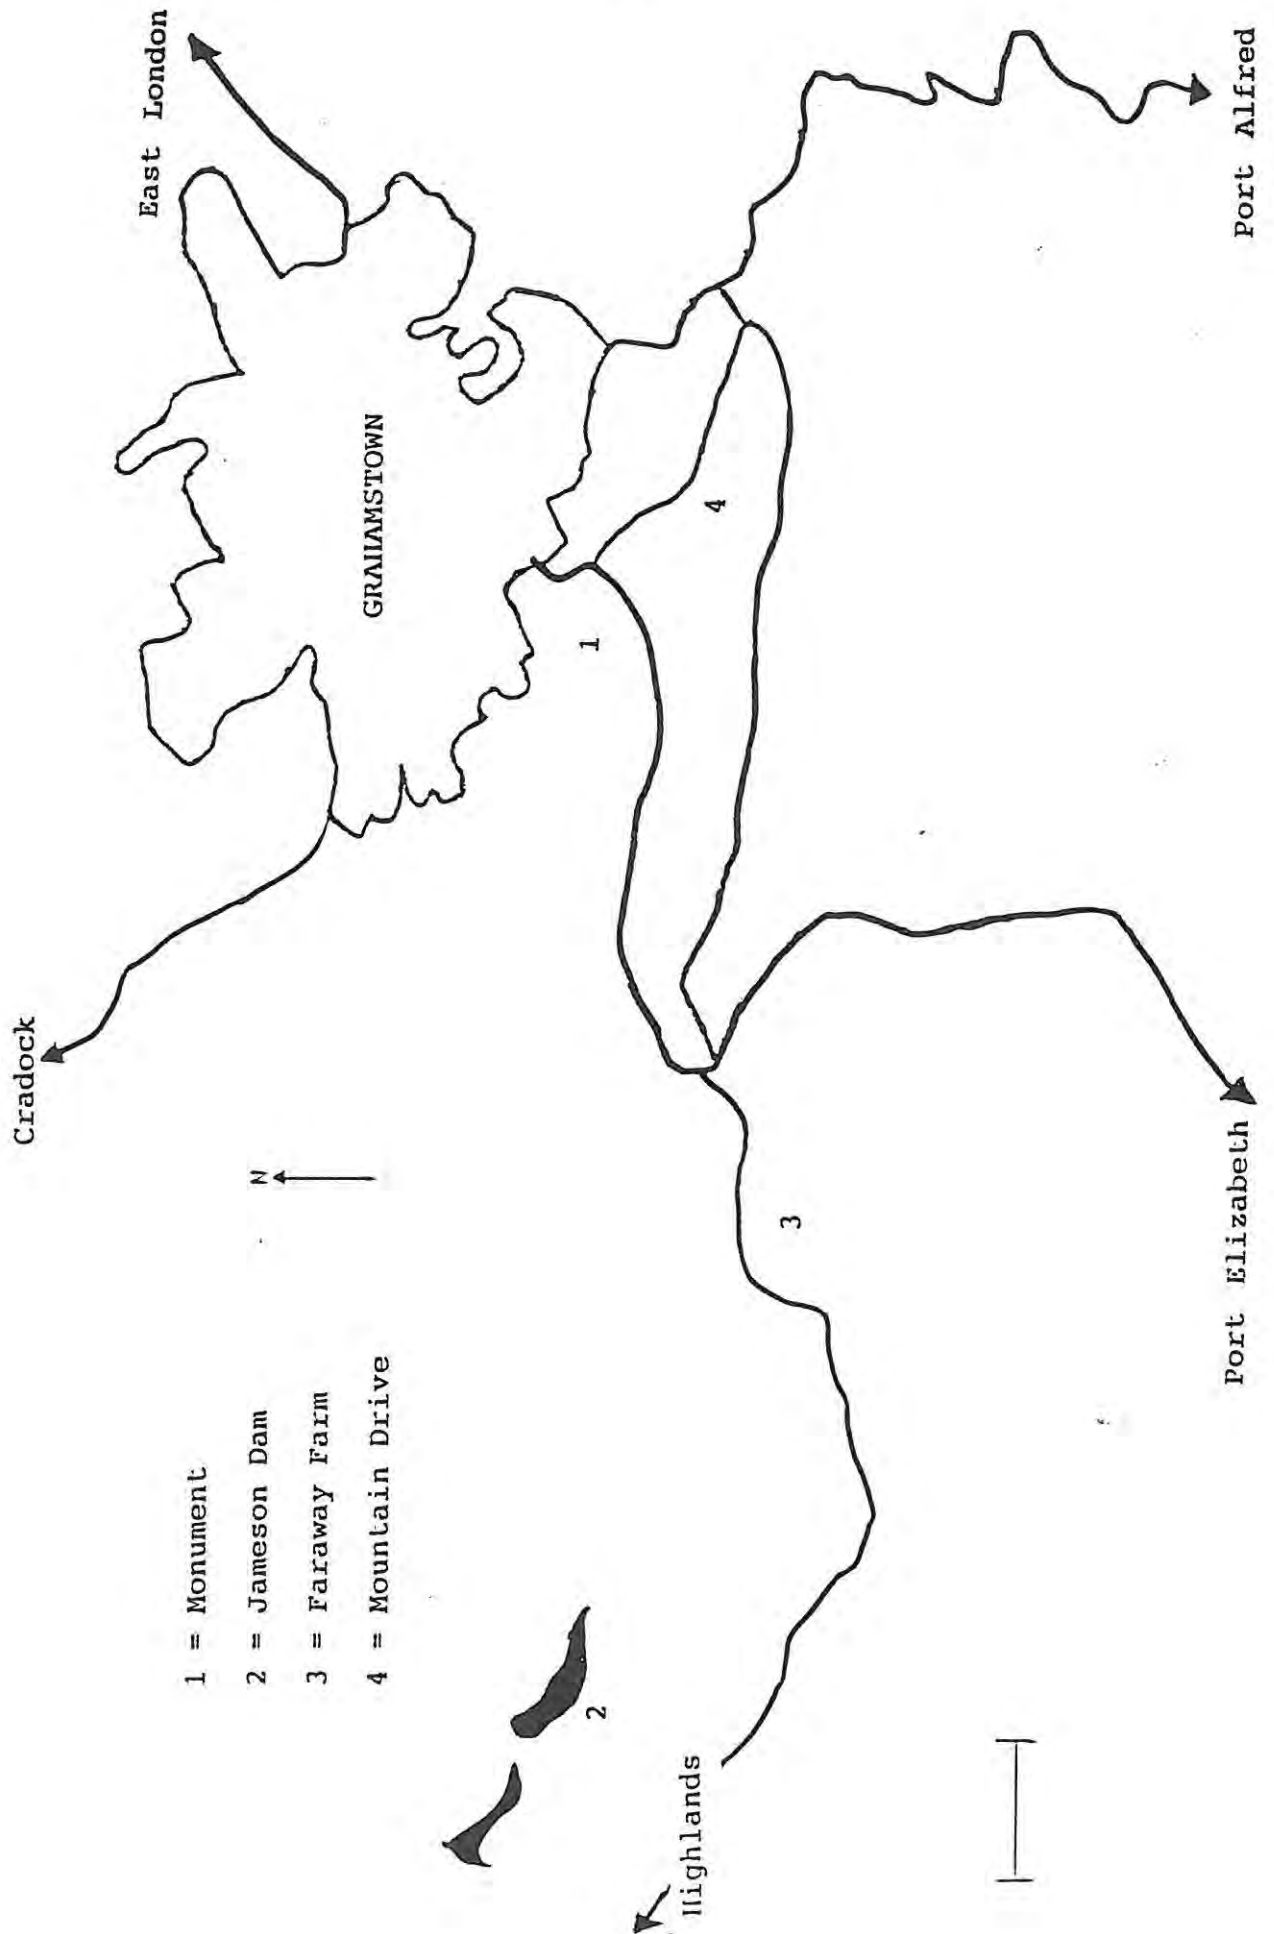 Cradock
East London
N
1 = Monument
2 = Jameson Dam
3 = Faraway Farm
4 = Mountain Drive
GRAHAMSTOWN
1
2
4
3
Highlands
Port Elizabeth
Port Alfred